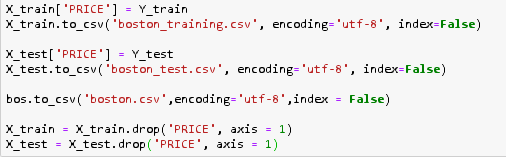 X_train['PRICE'] = Y_train
X_train.to_csv('boston_training.csv', encoding='utf-8', index=False)
X_test['PRICE'] = Y_test
X_test.to_csv('boston_test.csv', encoding='utf-8', index=False)
bos.to_csv('boston.csv',encoding='utf-8',index = False)
X_train = X_train.drop('PRICE', axis = 1)
X_test = X_test.drop('PRICE', axis = 1)